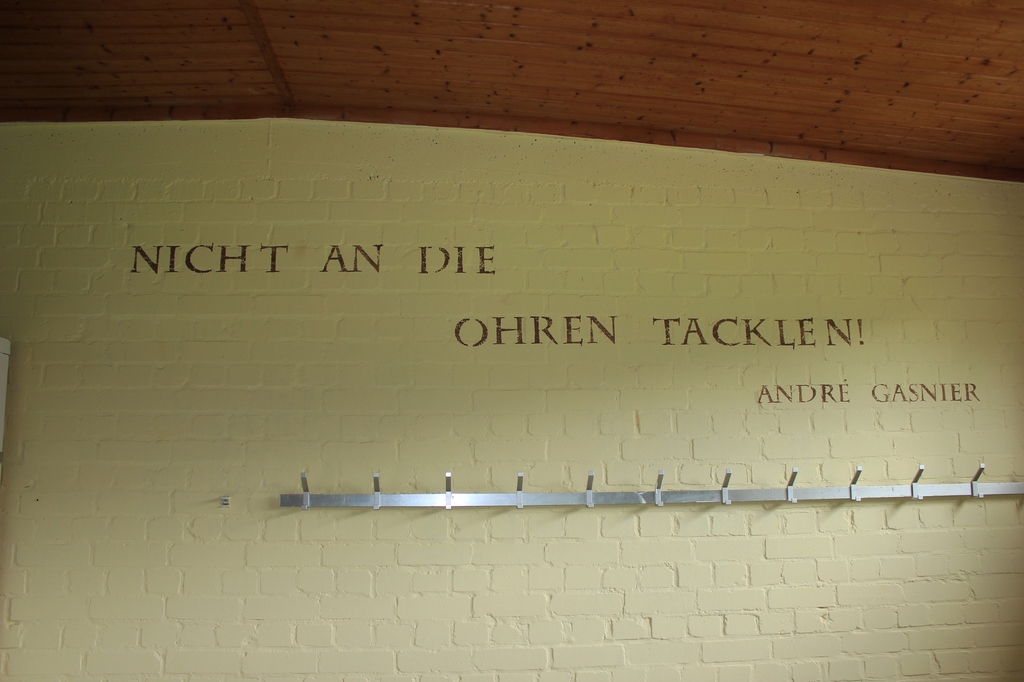 NICHT AN DIE
OHREN TACKLEN!
ANDRÉ GASNIER